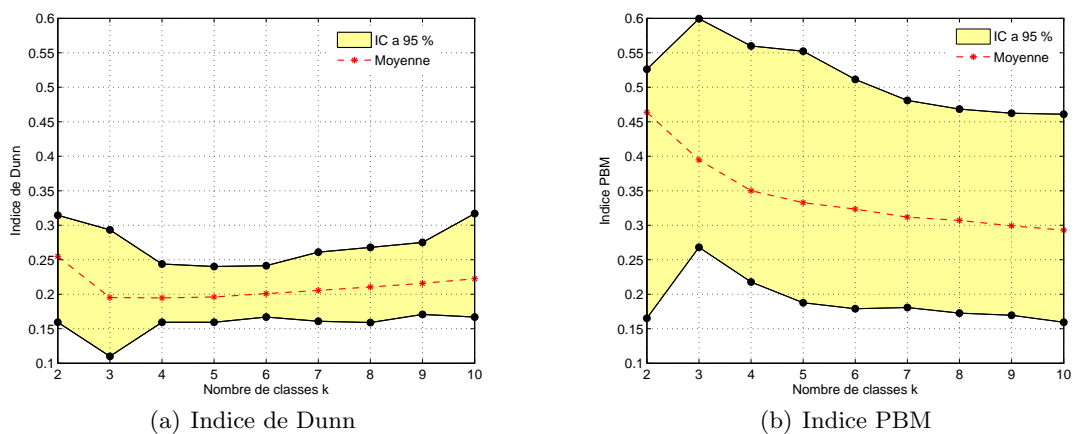 0.6
0.55
0.5
0.45
0.4
0.35
0.3
0.25
0.2
0.15
0.1
Indice de Dunn
IC a 95 %
Moyenne
2 3 4 5 6 7 8 9 10
Nombre de classes k
(a) Indice de Dunn
0.6
0.55
0.5
0.45
0.4
0.35
0.3
0.25
0.2
0.15
0.1
Indice PBM
IC a 95 %
Moyenne
2 3 4 5 6 7 8 9 10
Nombre de classes k
(b) Indice PBM